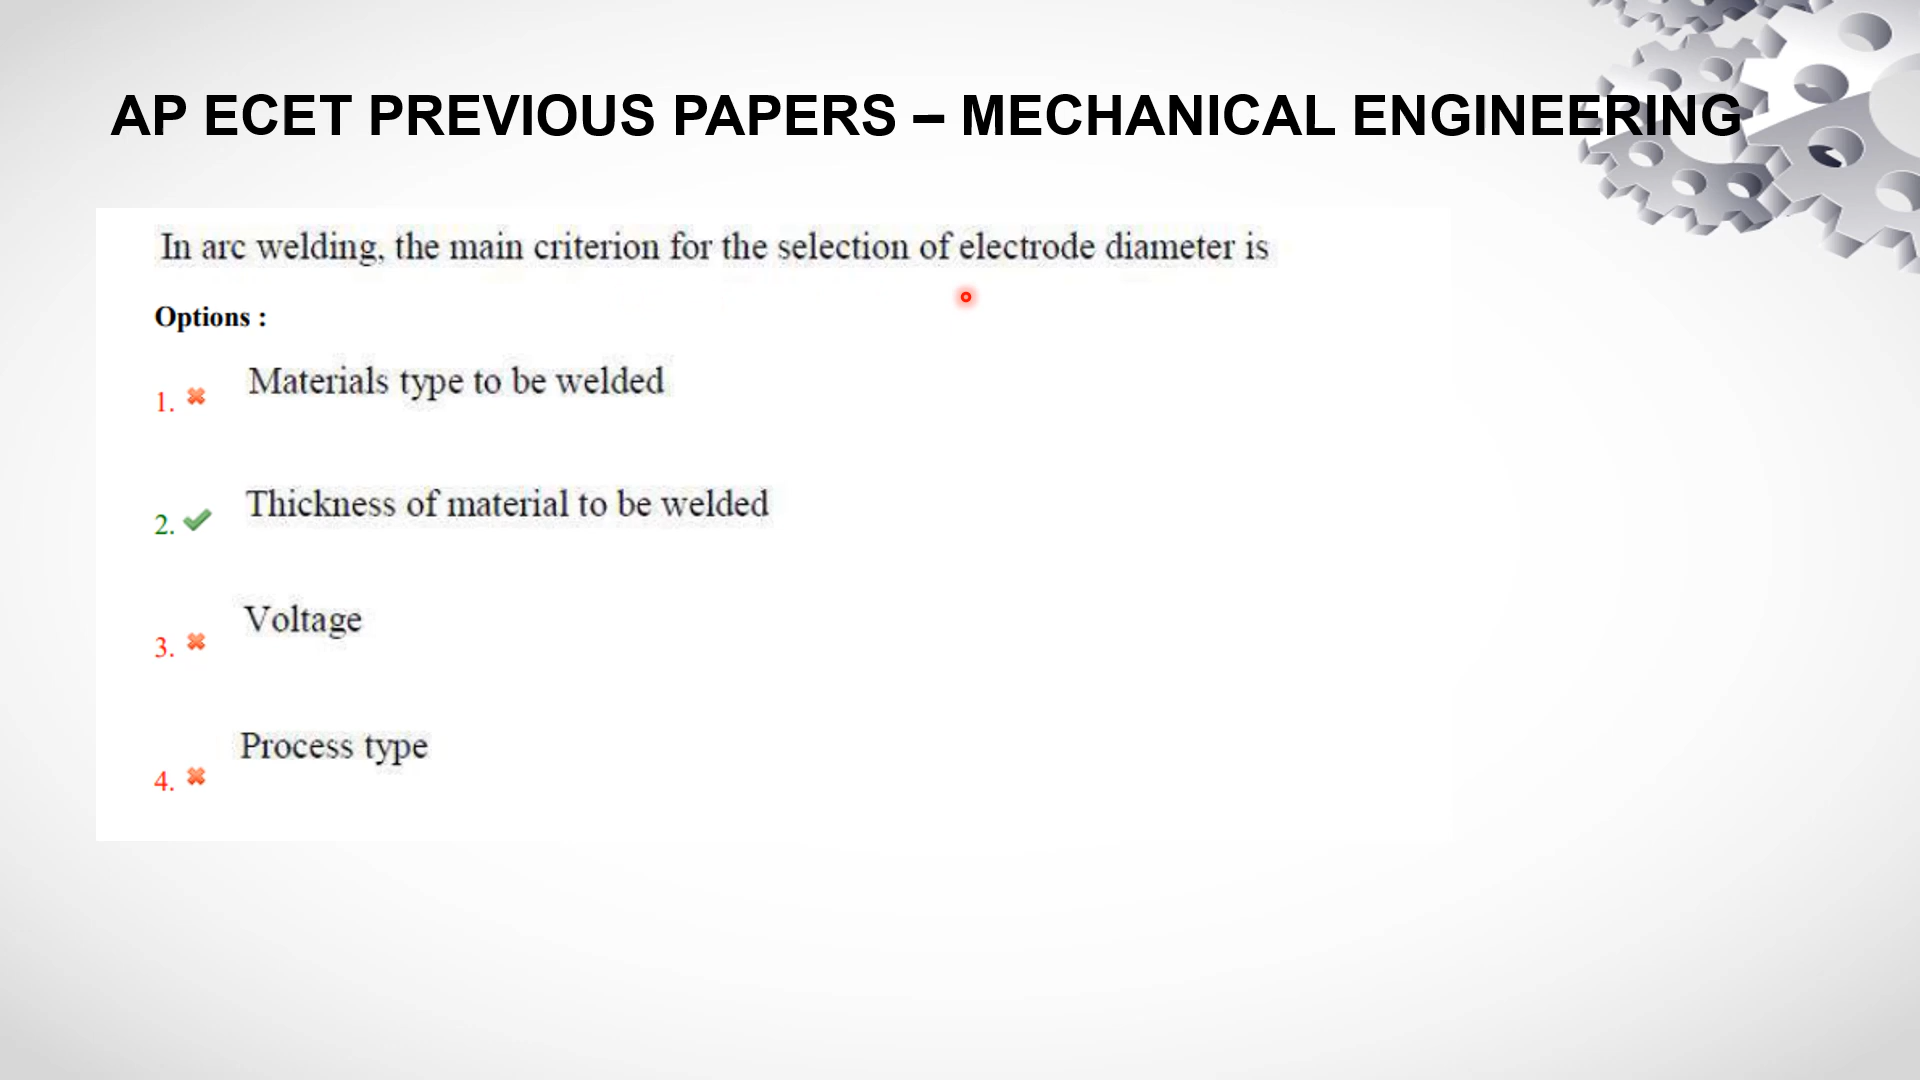 AP ECET PREVIOUS PAPERS – MECHANICAL ENGINEERING
In arc welding, the main criterion for the selection of electrode diameter is
Options :
Materials type to be welded
1.
Thickness of material to be welded
2.
Voltage
3.
Process type
4.